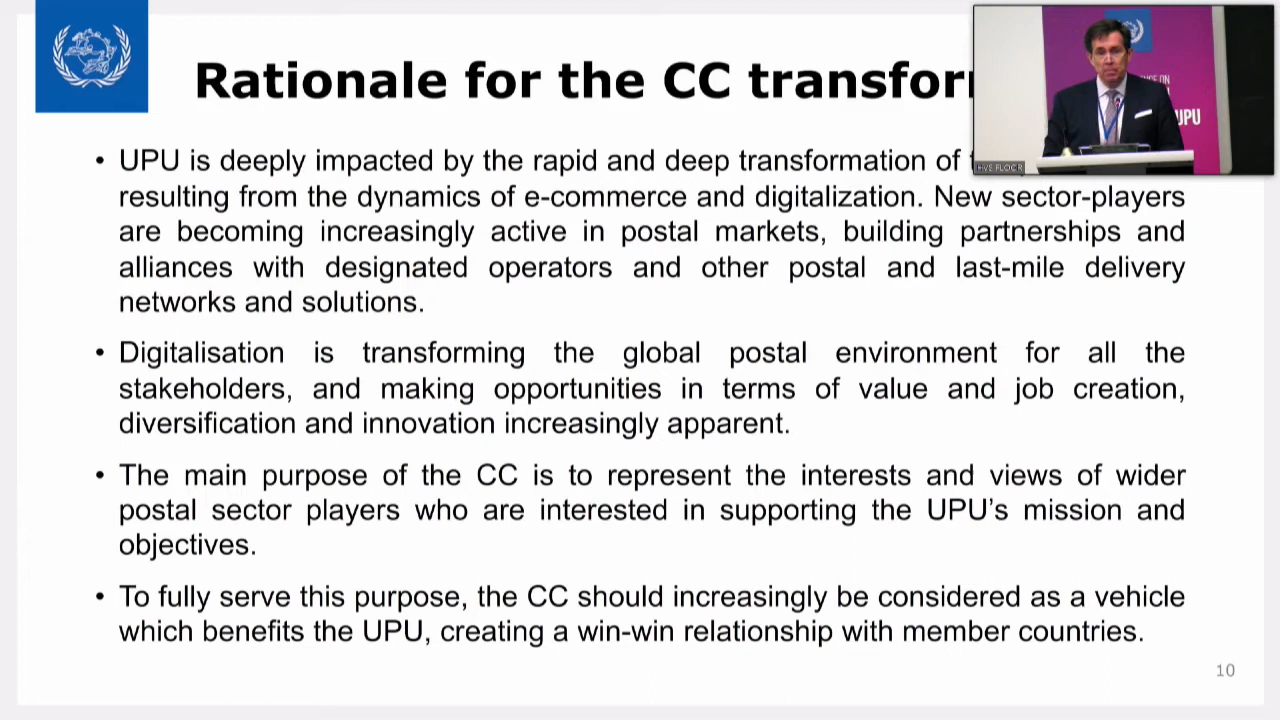 Rationale for the CC transfor
• UPU is deeply impacted by the rapid and deep transformation of
resulting from the dynamics of e-commerce and digitalization. New sector-players
are becoming increasingly active in postal markets, building partnerships and
alliances with designated operators and other postal and last-mile delivery
networks and solutions.
• Digitalisation is transforming the global postal environment for all the
stakeholders, and making opportunities in terms of value and job creation,
diversification and innovation increasingly apparent.
• The main purpose of the CC is to represent the interests and views of wider
postal sector players who are interested in supporting the UPU’s mission and
objectives.
• To fully serve this purpose, the CC should increasingly be considered as a vehicle
which benefits the UPU, creating a win-win relationship with member countries.
10
ON
UPU
FLOOR